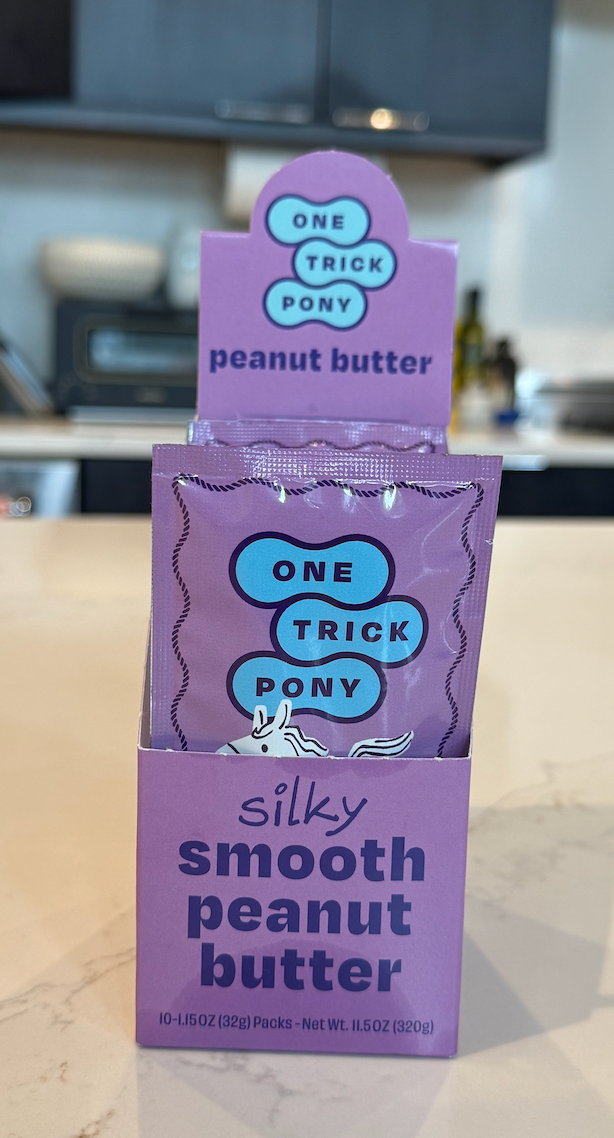 ONE
TRICK
PONY
peanut butter
ONE
TRICK
PONY
silky
smooth
peanut
butter
10-1.15OZ (32g) Packs - Net Wt. 11.5OZ (320g)